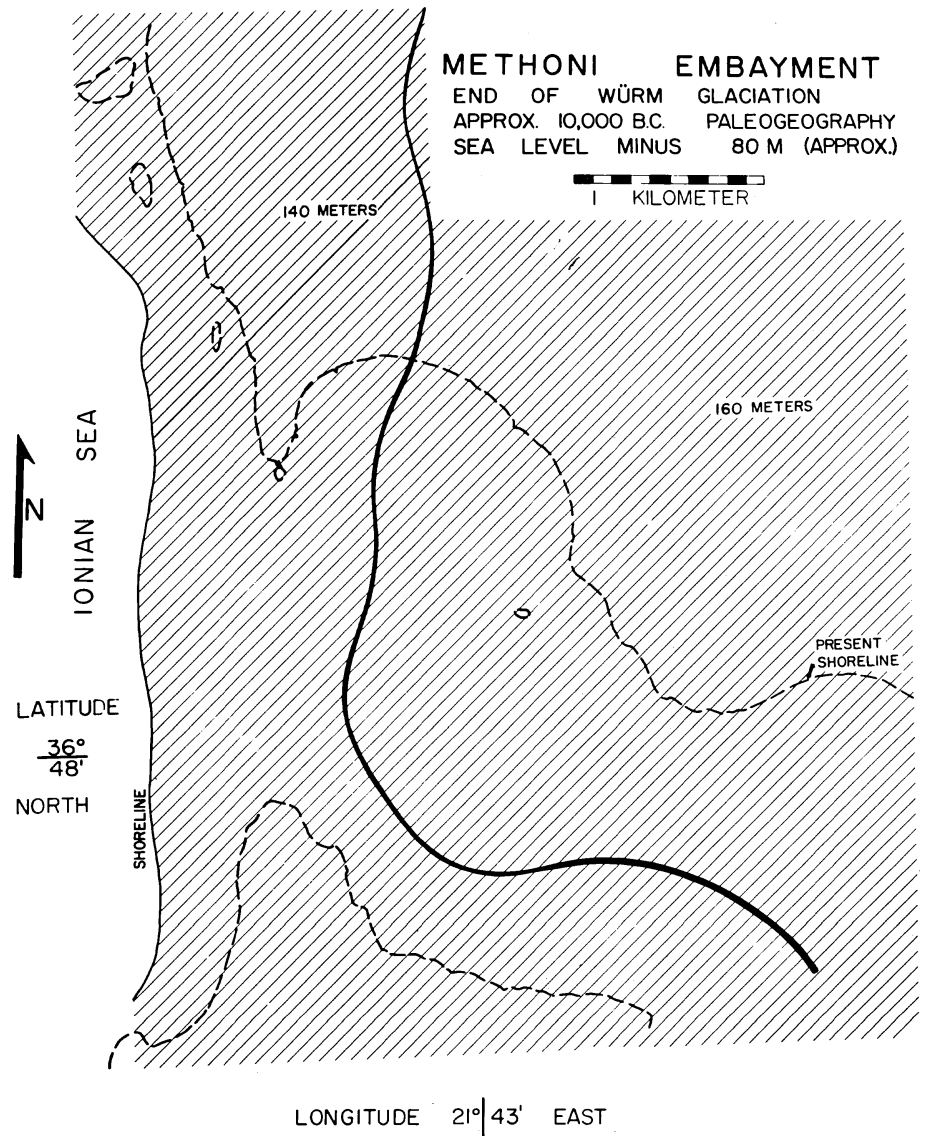 METHONI EMBAYMENT
END OF WÜRM GLACIATION
APPROX. 10,000 B.C. PALEOGEOGRAPHY
SEA LEVEL MINUS 80 M (APPROX.)
1 KILOMETER
140 METERS
160 METERS
IONIAN SEA
N
PRESENT
SHORELINE
LATITUDE
36°
48'
NORTH
SHORELINE
LONGITUDE 21° 43' EAST